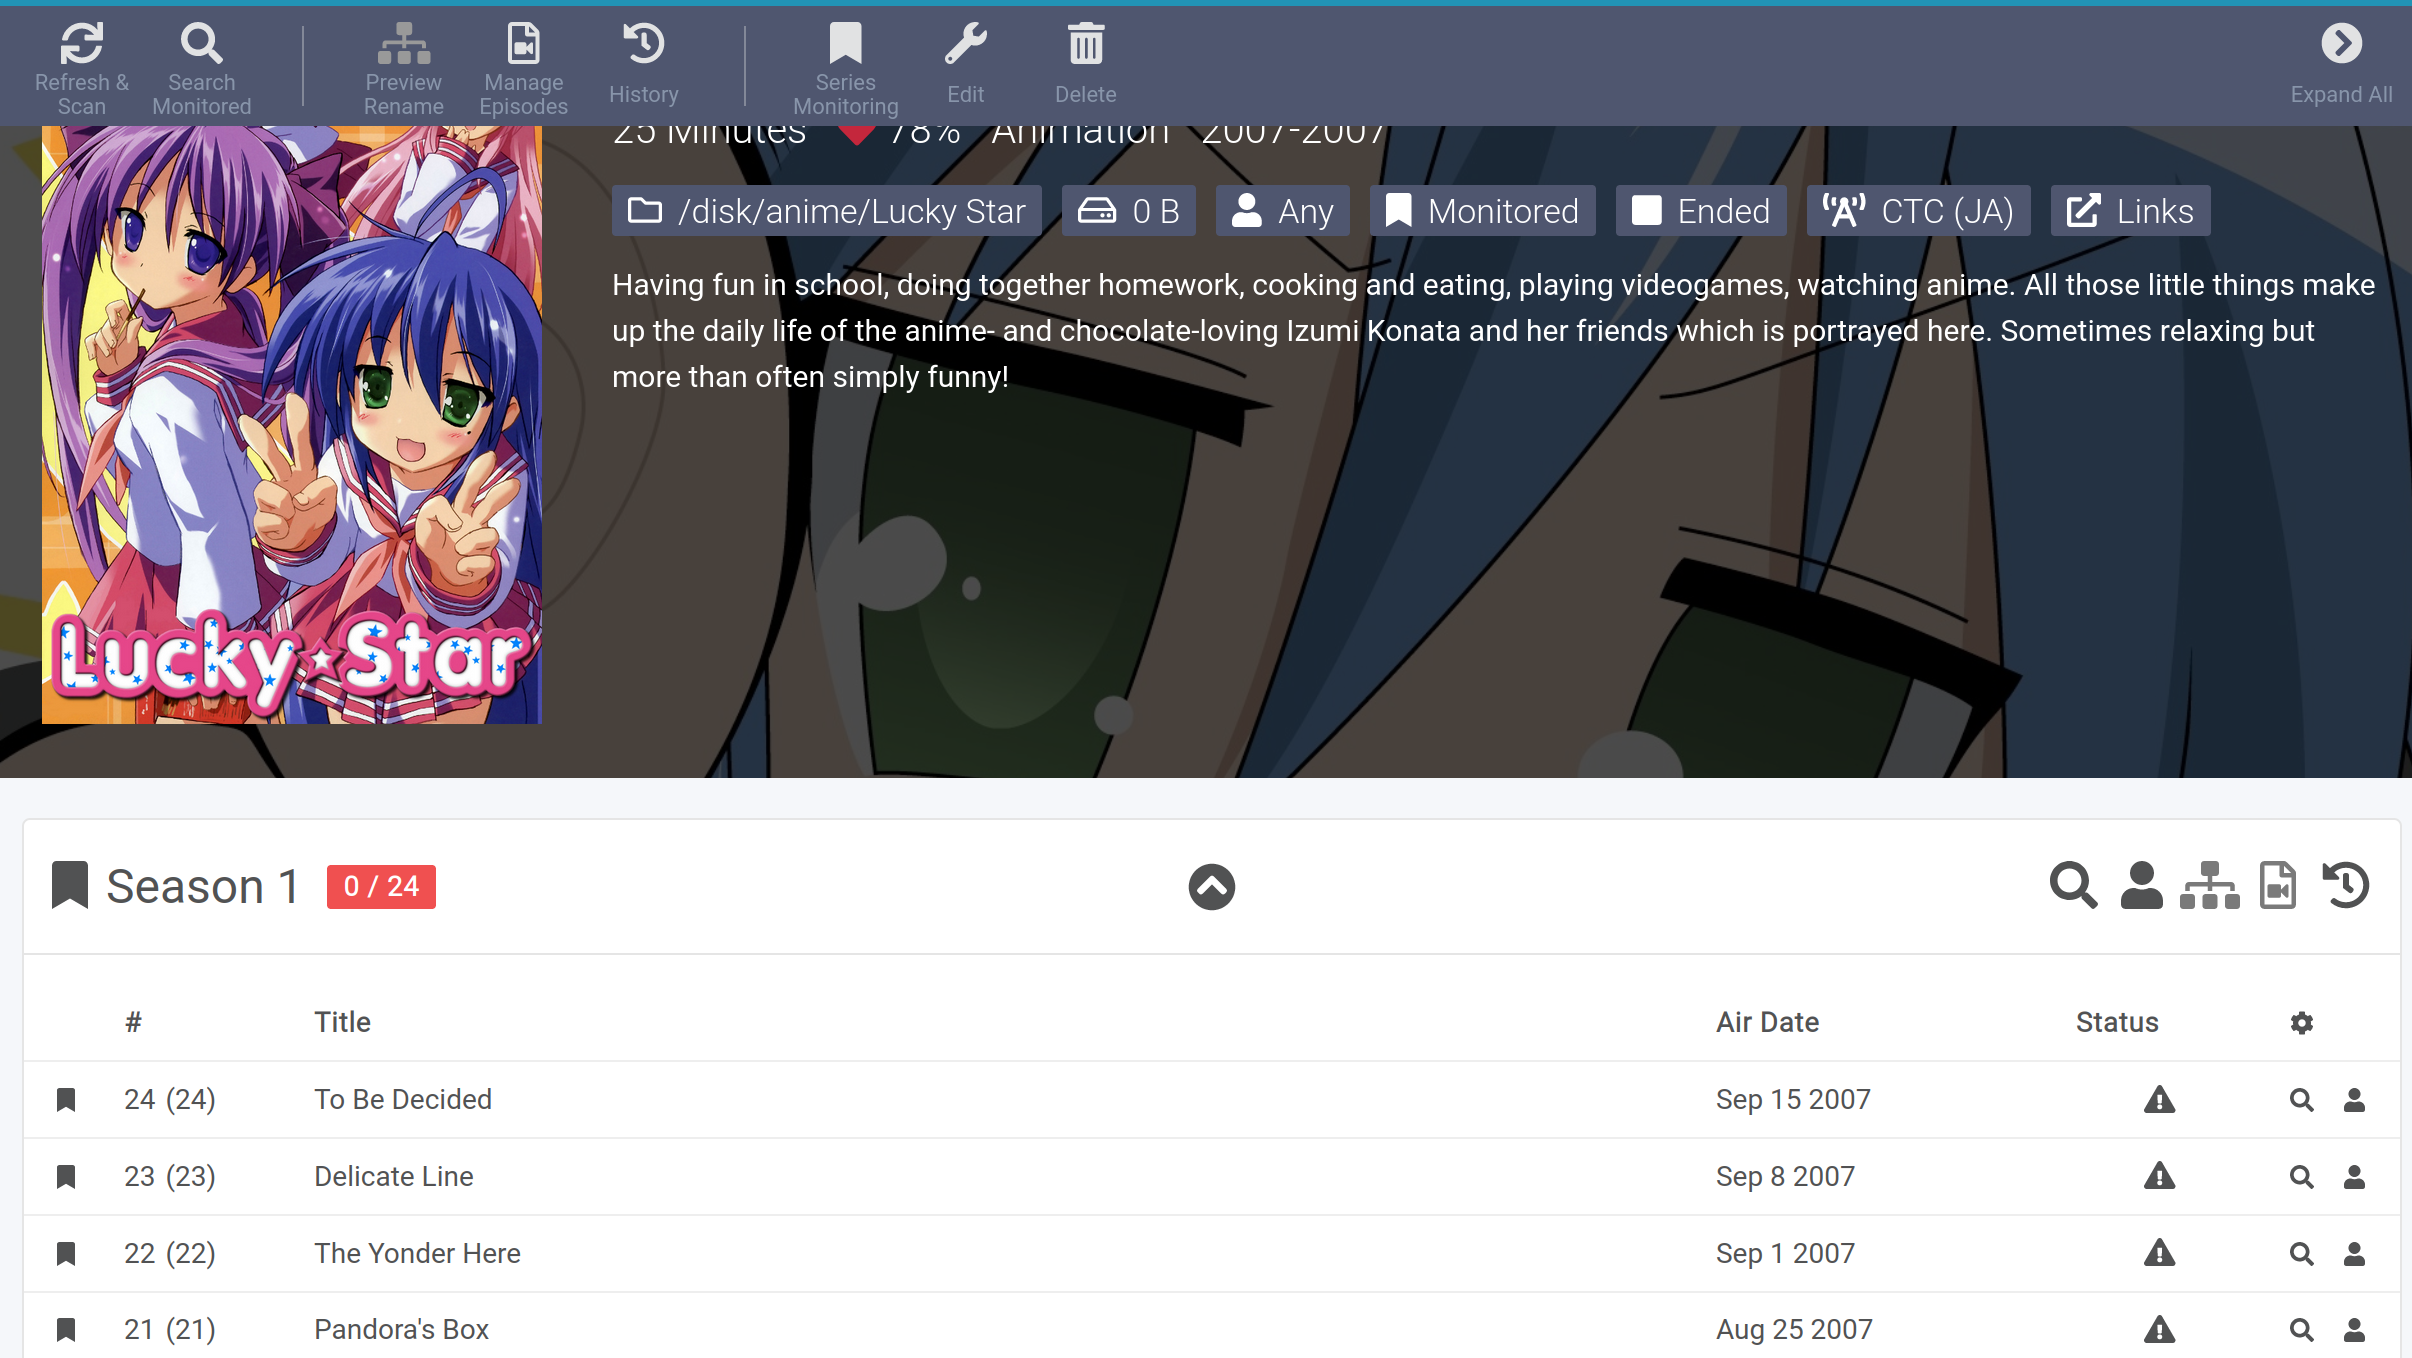 Refresh & Scan
Search Monitored
Preview Rename
Manage Episodes
History
Series Monitoring
Edit
Delete
Expand All
25 Minutes 78% Animation 2007-2007
/disk/anime/Lucky Star 0 B Any Monitored Ended CTC (JA) Links
Having fun in school, doing together homework, cooking and eating, playing videogames, watching anime. All those little things make
up the daily life of the anime- and chocolate-loving Izumi Konata and her friends which is portrayed here. Sometimes relaxing but
more than often simply funny!
Lucky Star
Season 1 0 / 24
# Title Air Date Status
24 (24) To Be Decided Sep 15 2007
23 (23) Delicate Line Sep 8 2007
22 (22) The Yonder Here Sep 1 2007
21 (21) Pandora's Box Aug 25 2007